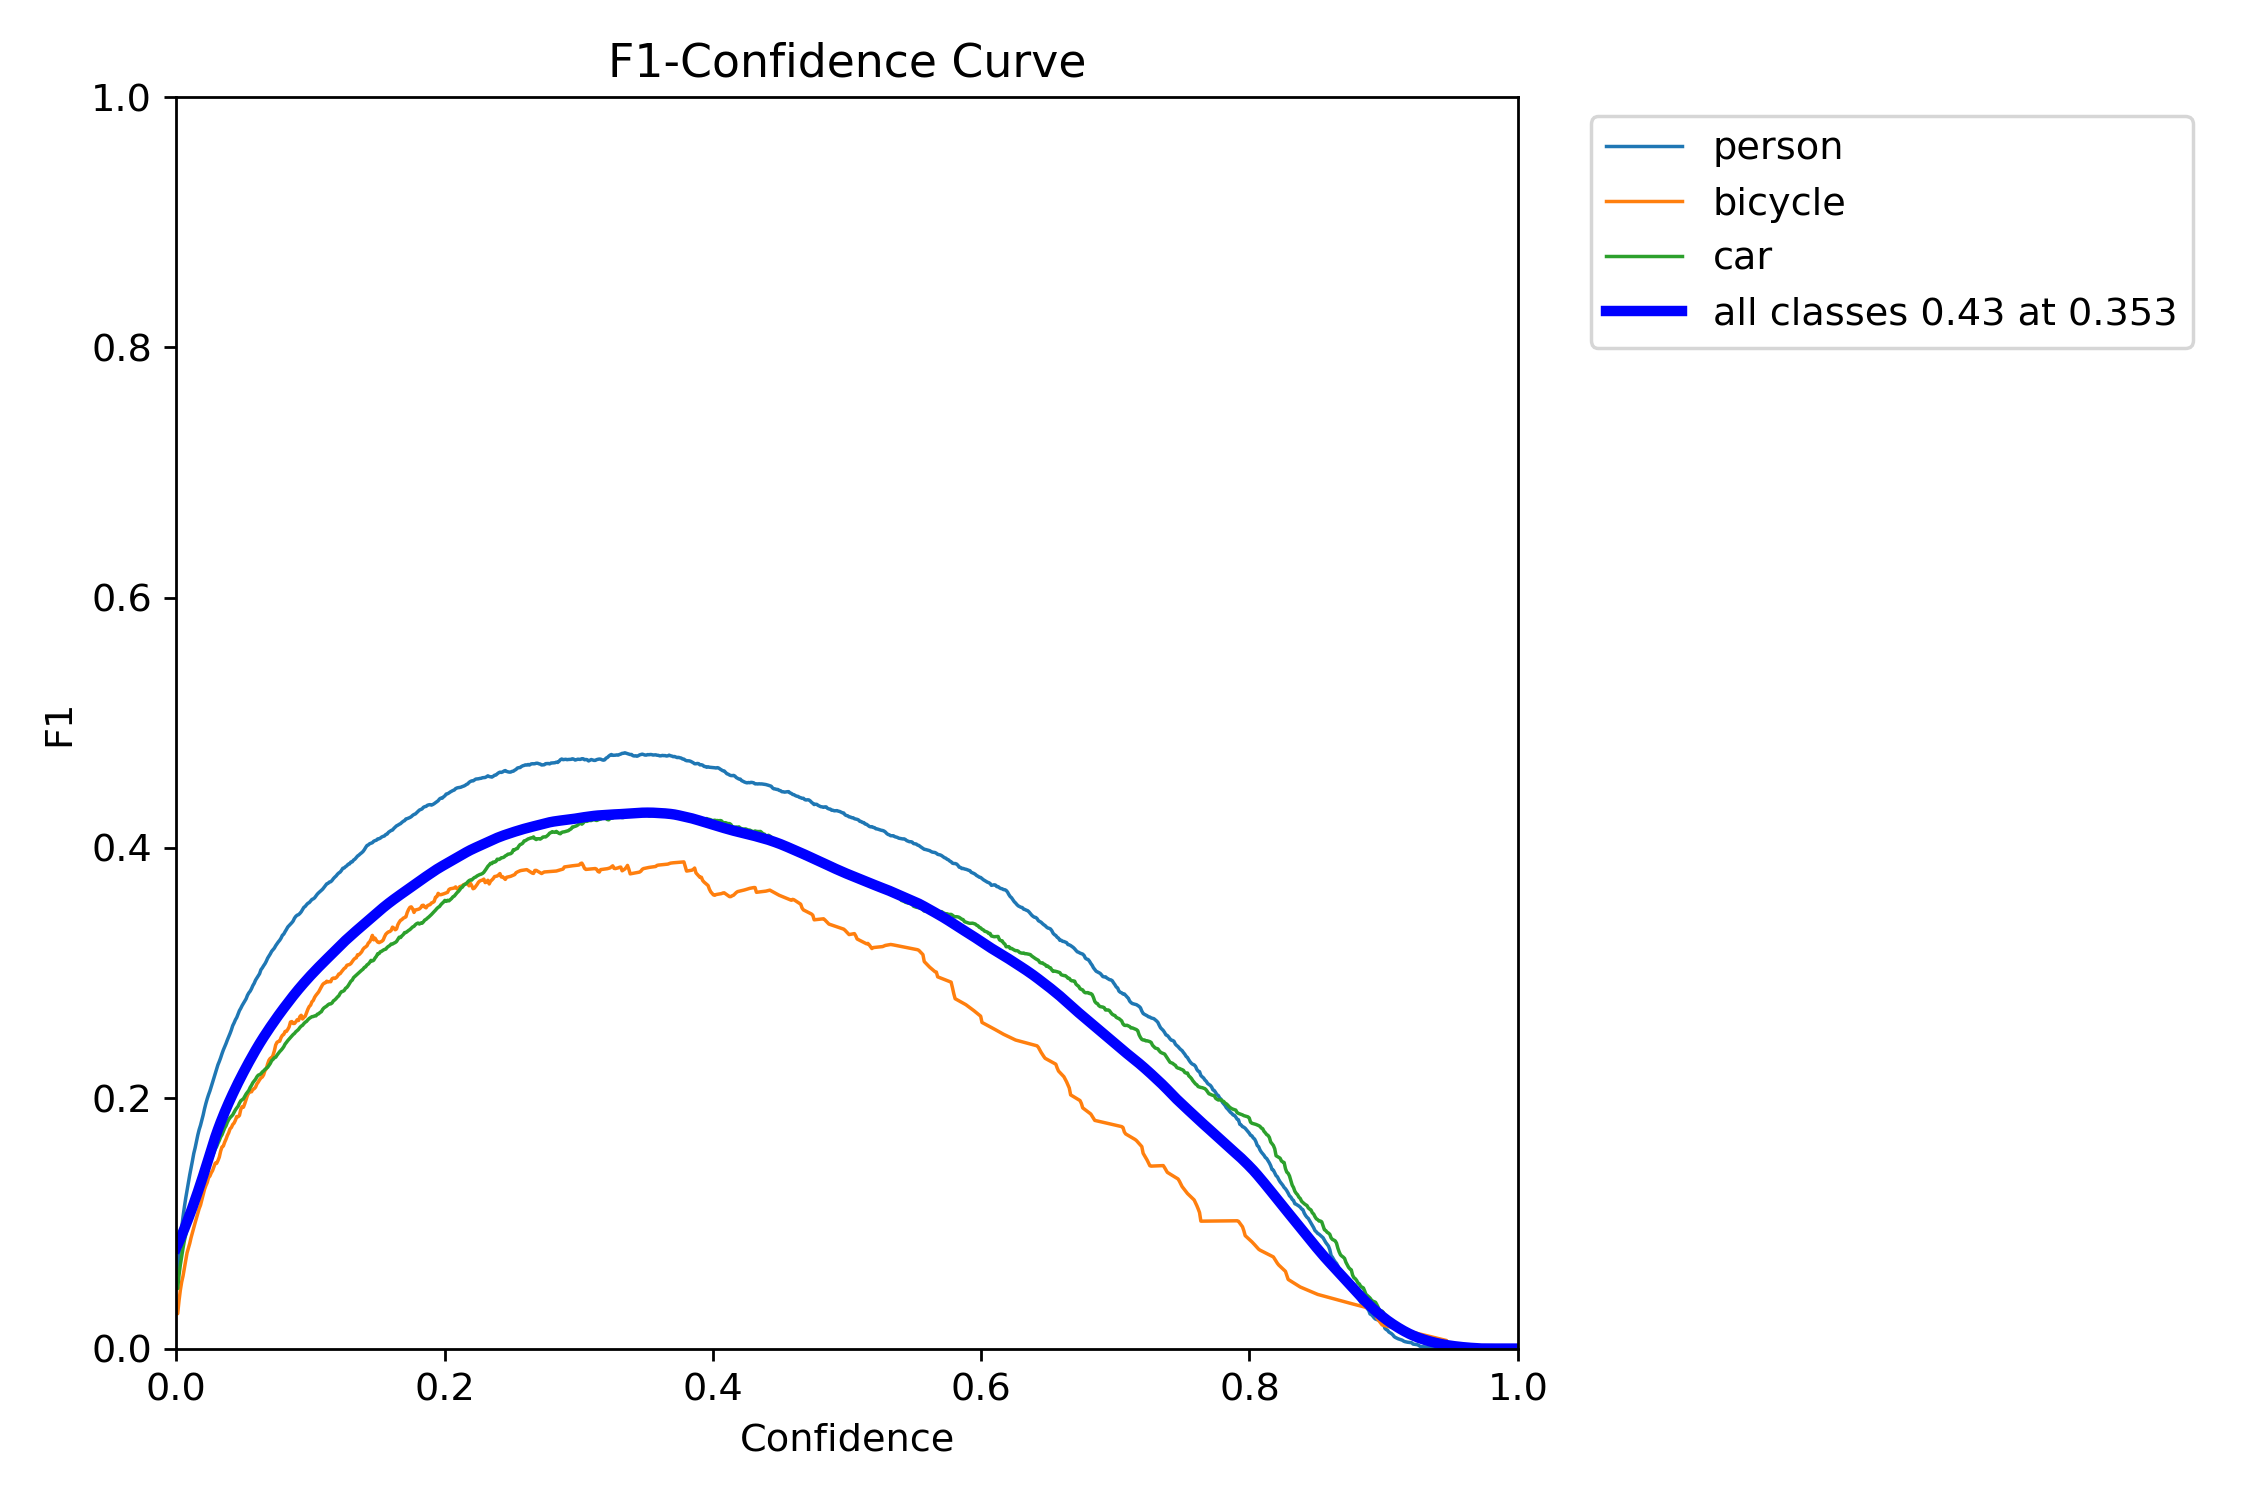 F1-Confidence Curve
1.0
0.8
0.6
0.4
0.2
0.0
F1
0.0 0.2 0.4 0.6 0.8 1.0
Confidence
person
bicycle
car
all classes 0.43 at 0.353